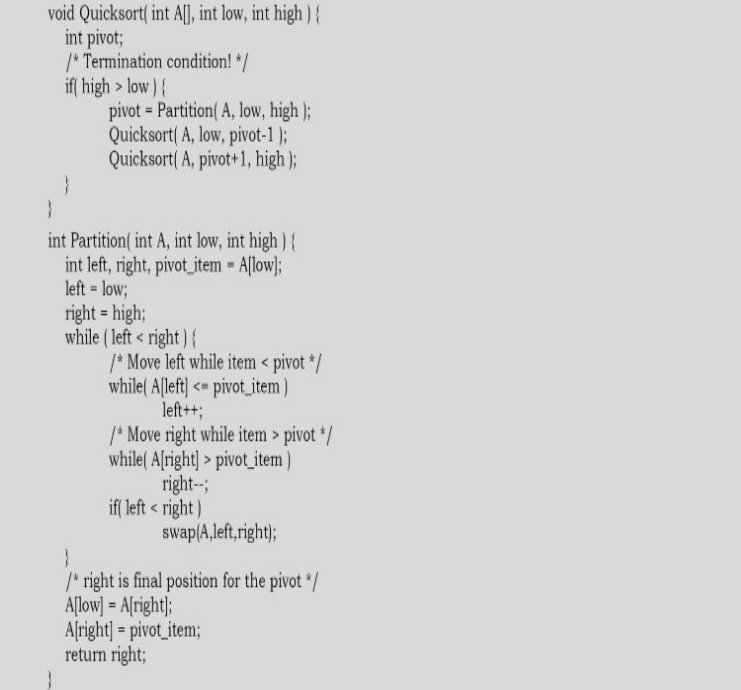 void Quicksort( int A[], int low, int high ) {
int pivot;
/* Termination condition! */
if( high > low ) {
pivot = Partition( A, low, high );
Quicksort( A, low, pivot-1 );
Quicksort( A, pivot+1, high );
}
}
int Partition( int A, int low, int high ) {
int left, right, pivot_item = A[low];
left = low;
right = high;
while ( left < right ) {
/* Move left while item < pivot */
while( A[left] <= pivot_item )
left++;
/* Move right while item > pivot */
while( A[right] > pivot_item )
right--;
if( left < right )
swap(A,left,right);
}
/* right is final position for the pivot */
A[low] = A[right];
A[right] = pivot_item;
return right;
}